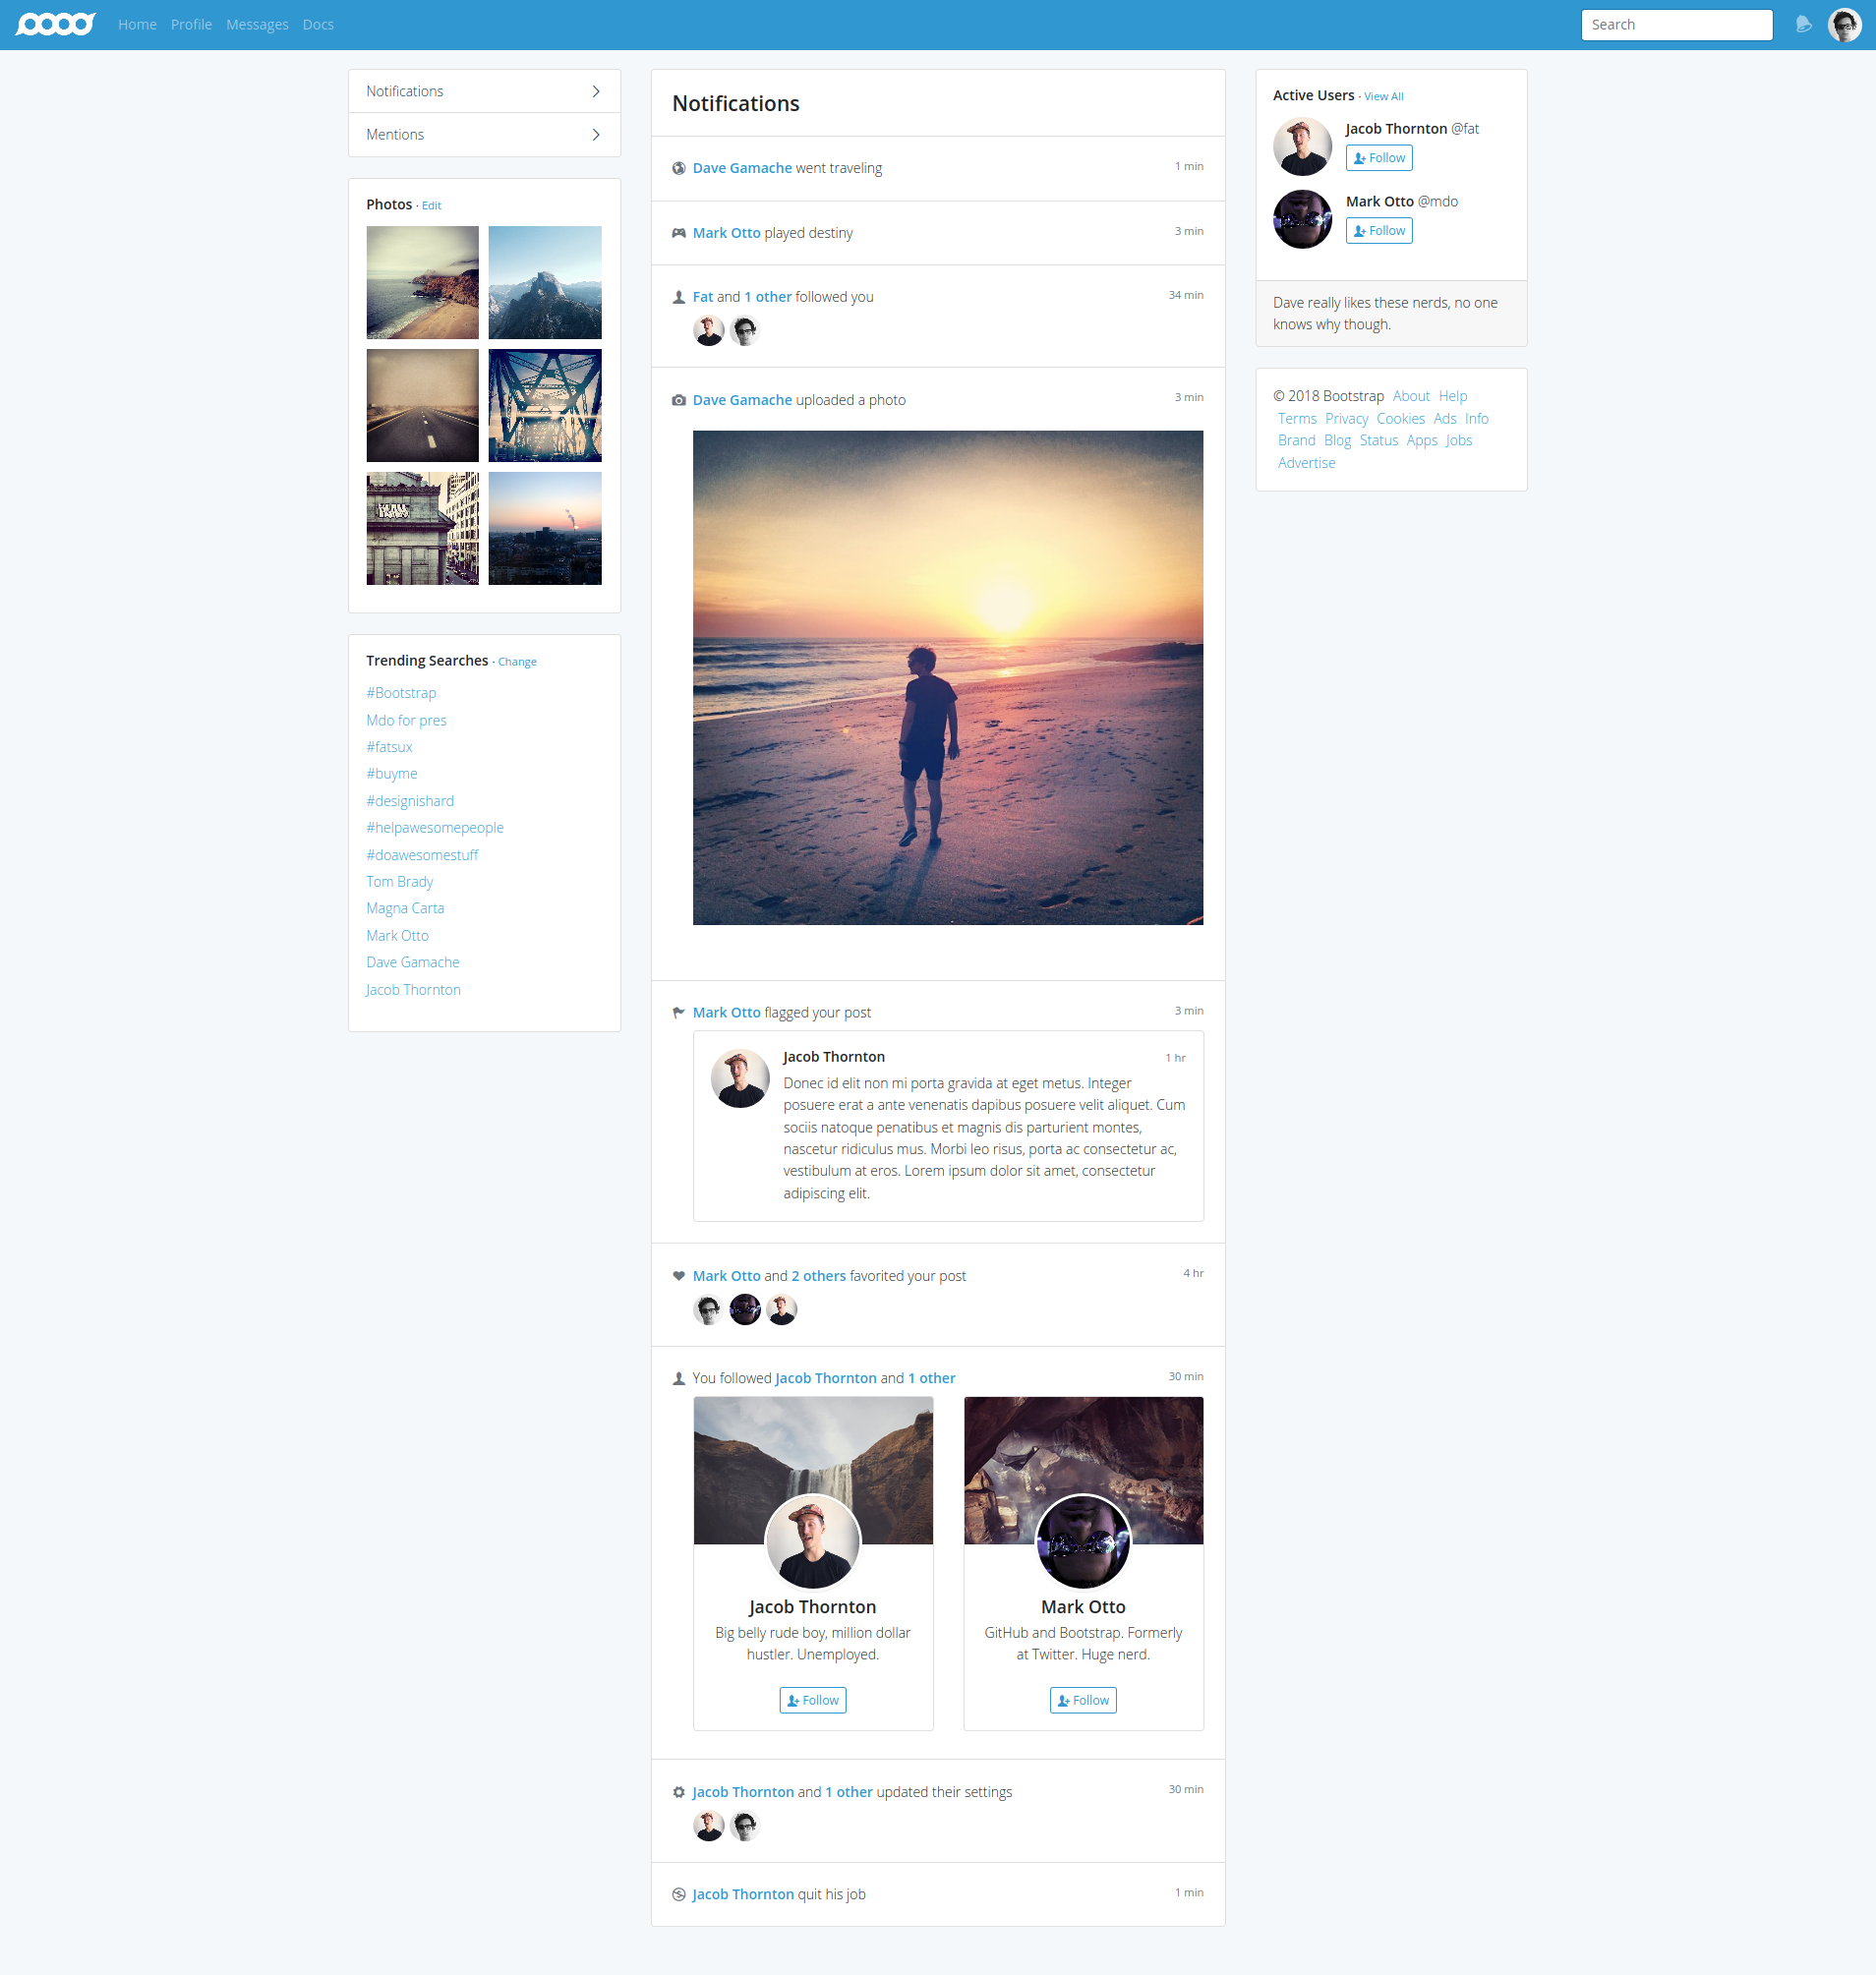 Home Profile Messages Docs
Search
Notifications
Mentions
Photos · Edit
Trending Searches · Change
#Bootstrap
Mdo for pres
#fatsux
#buyme
#designishard
#helpawesomepeople
#doawesomestuff
Tom Brady
Magna Carta
Mark Otto
Dave Gamache
Jacob Thornton
Notifications
Dave Gamache went traveling 1 min
Mark Otto played destiny 3 min
Fat and 1 other followed you 34 min
Dave Gamache uploaded a photo 3 min
Mark Otto flagged your post 3 min
Jacob Thornton 1 hr
Donec id elit non mi porta gravida at eget metus. Integer
posuere erat a ante venenatis dapibus posuere velit aliquet. Cum
sociis natoque penatibus et magnis dis parturient montes,
nascetur ridiculus mus. Morbi leo risus, porta ac consectetur ac,
vestibulum at eros. Lorem ipsum dolor sit amet, consectetur
adipiscing elit.
Mark Otto and 2 others favorited your post 4 hr
You followed Jacob Thornton and 1 other 30 min
Jacob Thornton
Big belly rude boy, million dollar
hustler. Unemployed.
Follow
Mark Otto
GitHub and Bootstrap. Formerly
at Twitter. Huge nerd.
Follow
Jacob Thornton and 1 other updated their settings 30 min
Jacob Thornton quit his job 1 min
Active Users · View All
Jacob Thornton @fat
Follow
Mark Otto @mdo
Follow
Dave really likes these nerds, no one
knows why though.
© 2018 Bootstrap About Help
Terms Privacy Cookies Ads Info
Brand Blog Status Apps Jobs
Advertise